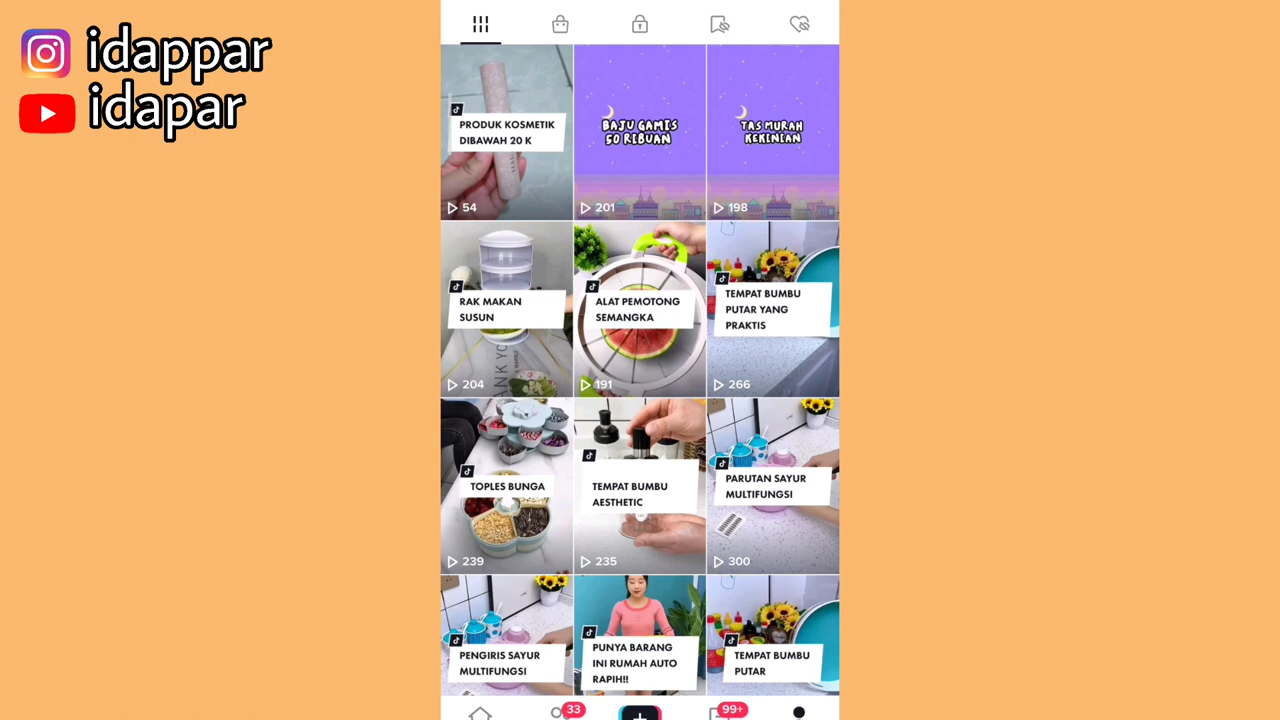 idappar
idapar
PRODUK KOSMETIK
DIBAWAH 20 K
54
BAJU GAMIS
50 RIBUAN
201
TAS MURAH
KEKINIAN
198
RAK MAKAN
SUSUN
204
ALAT PEMOTONG
SEMANGKA
191
TEMPAT BUMBU
PUTAR YANG
PRAKTIS
266
TOPLES BUNGA
239
TEMPAT BUMBU
AESTHETIC
235
PARUTAN SAYUR
MULTIFUNGSI
300
PENGIRIS SAYUR
MULTIFUNGSI
PUNYA BARANG
INI RUMAH AUTO
RAPIH!!
TEMPAT BUMBU
PUTAR
33
99+